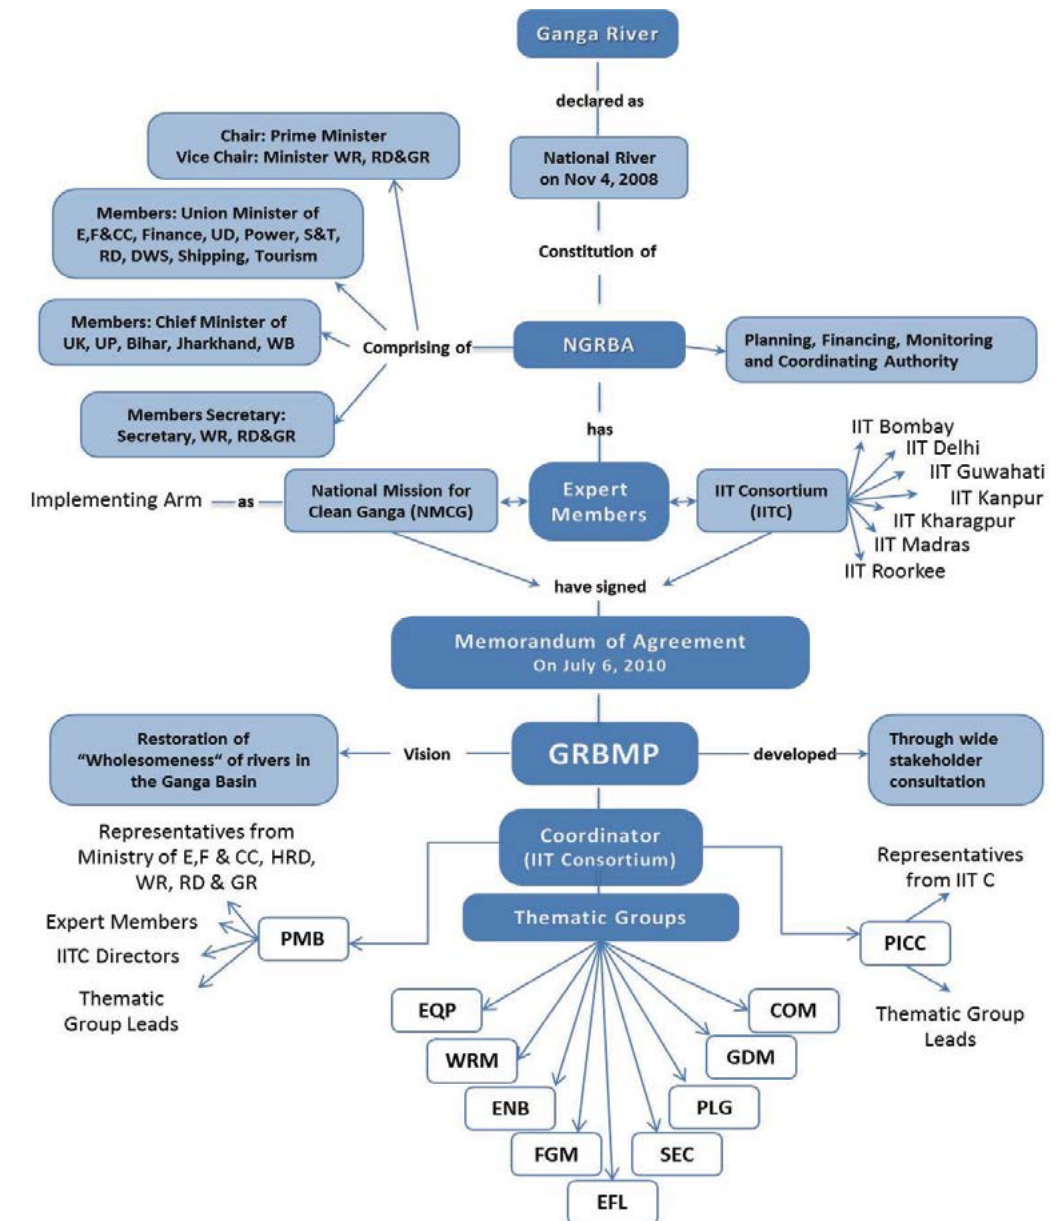 Ganga River
declared as
National River
on Nov 4, 2008
Chair: Prime Minister
Vice Chair: Minister WR, RD&GR
Members: Union Minister of
E,F&CC, Finance, UD, Power, S&T,
RD, DWS, Shipping, Tourism
Constitution of
Members: Chief Minister of
UK, UP, Bihar, Jharkhand, WB
Comprising of
NGRBA
Planning, Financing, Monitoring
and Coordinating Authority
Members Secretary:
Secretary, WR, RD&GR
has
Implementing Arm
as
National Mission for
Clean Ganga (NMCG)
Expert
Members
IIT Consortium
(IITC)
IIT Bombay
IIT Delhi
IIT Guwahati
IIT Kanpur
IIT Kharagpur
IIT Madras
IIT Roorkee
have signed
Memorandum of Agreement
On July 6, 2010
Restoration of
“Wholesomeness“ of rivers in
the Ganga Basin
Vision
GRBMP
developed
Through wide
stakeholder
consultation
Coordinator
(IIT Consortium)
Thematic Groups
Representatives from
Ministry of E,F & CC, HRD,
WR, RD & GR
Expert Members
IITC Directors
Thematic
Group Leads
PMB
Representatives
from IIT C
PICC
Thematic Group
Leads
EQP
WRM
ENB
FGM
EFL
SEC
PLG
GDM
COM